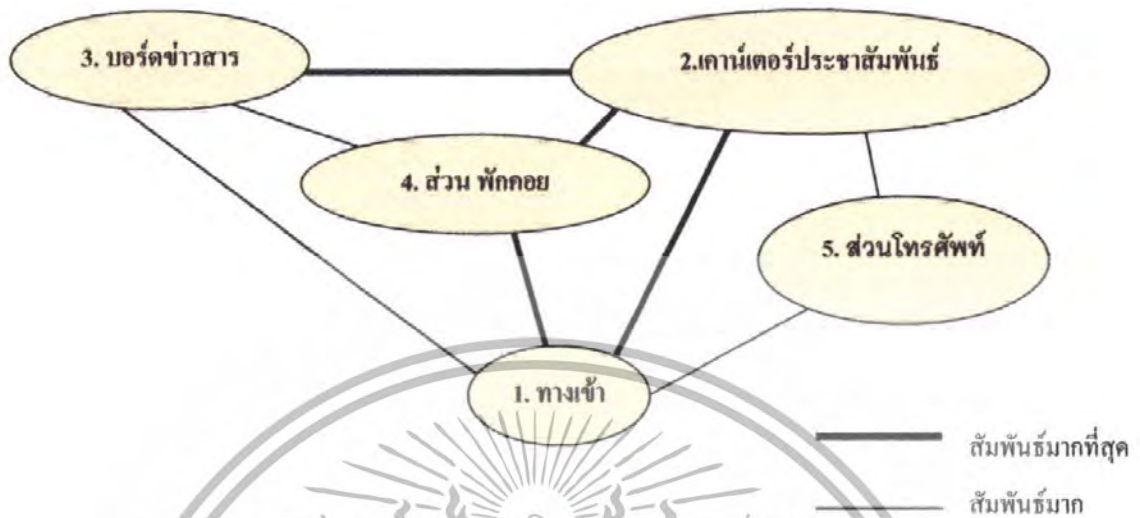 3. บอร์ดข่าวสาร
2.เคาน์เตอร์ประชาสัมพันธ์
4. ส่วน พักคอย
5. ส่วนโทรศัพท์
1. ทางเข้า
สัมพันธ์มากที่สุด
สัมพันธ์มาก